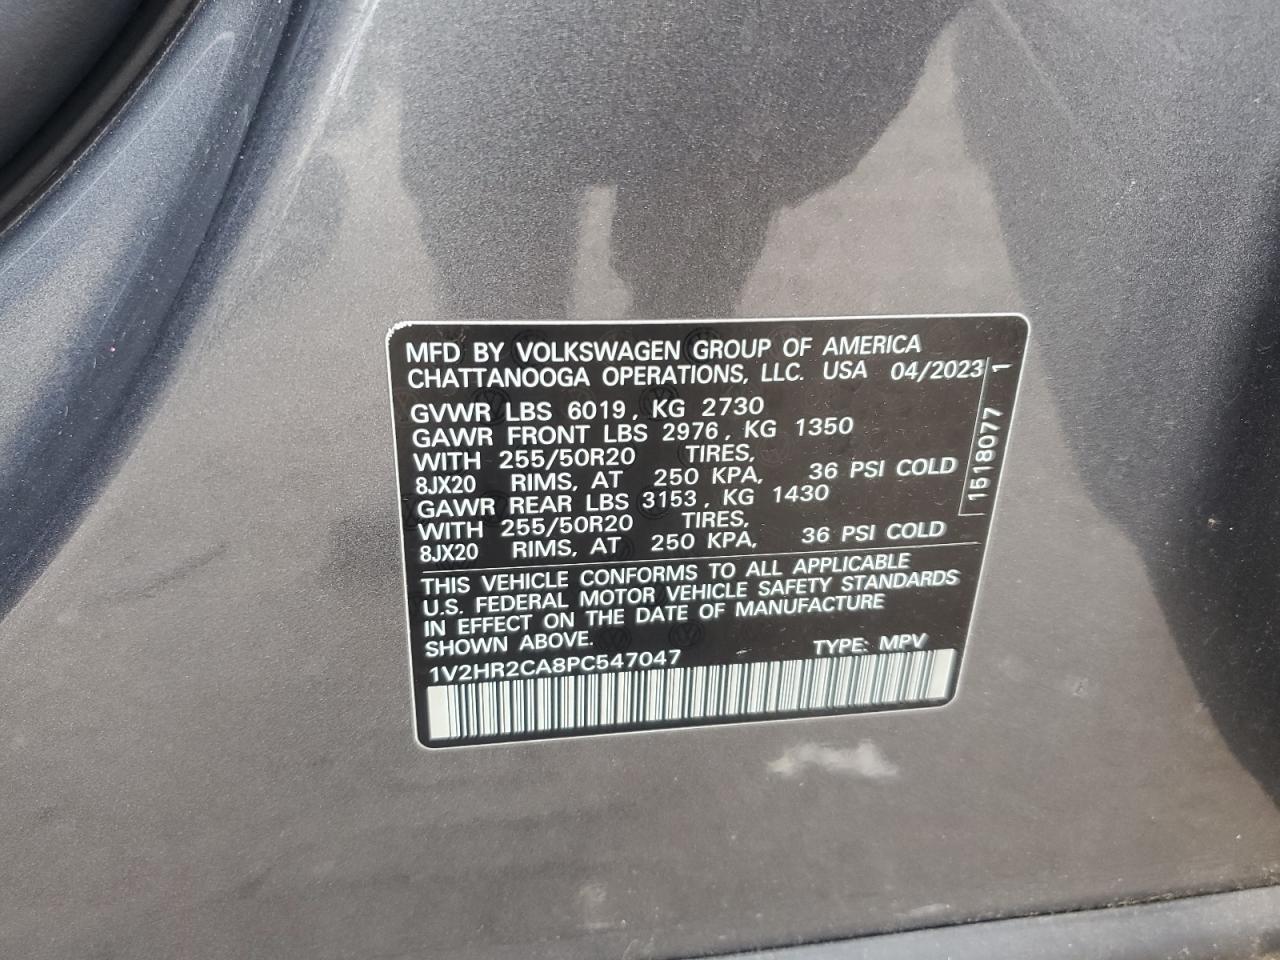 MFD BY VOLKSWAGEN GROUP OF AMERICA
CHATTANOOGA OPERATIONS, LLC. USA 04/2023
GVWR LBS 6019, KG 2730
GAWR FRONT LBS 2976, KG 1350
WITH 255/50R20 TIRES,
8JX20 RIMS, AT 250 KPA, 36 PSI COLD
GAWR REAR LBS 3153, KG 1430
WITH 255/50R20 TIRES,
8JX20 RIMS, AT 250 KPA, 36 PSI COLD
1518077 1
THIS VEHICLE CONFORMS TO ALL APPLICABLE
U.S. FEDERAL MOTOR VEHICLE SAFETY STANDARDS
IN EFFECT ON THE DATE OF MANUFACTURE
SHOWN ABOVE.
1V2HR2CA8PC547047 TYPE: MPV